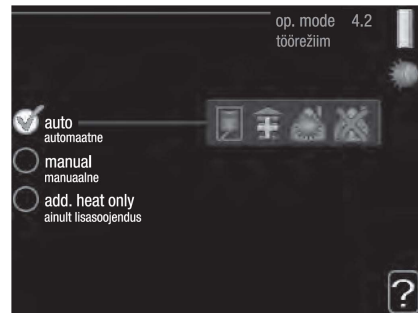 op. mode 4.2
töörežiim
auto
automaatne
manual
manuaalne
add. heat only
ainult lisasoojendus
?